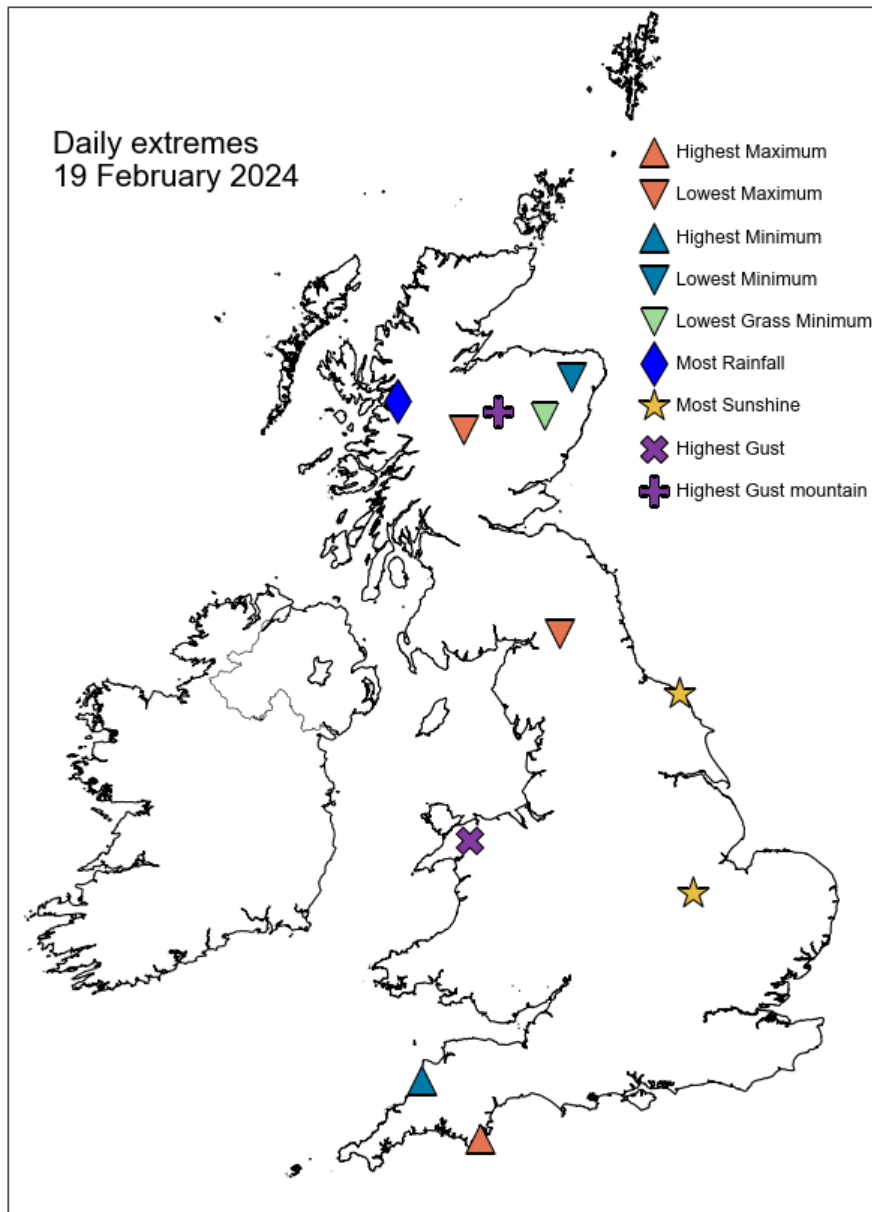 Daily extremes
19 February 2024
Highest Maximum
Lowest Maximum
Highest Minimum
Lowest Minimum
Lowest Grass Minimum
Most Rainfall
Most Sunshine
Highest Gust
Highest Gust mountain